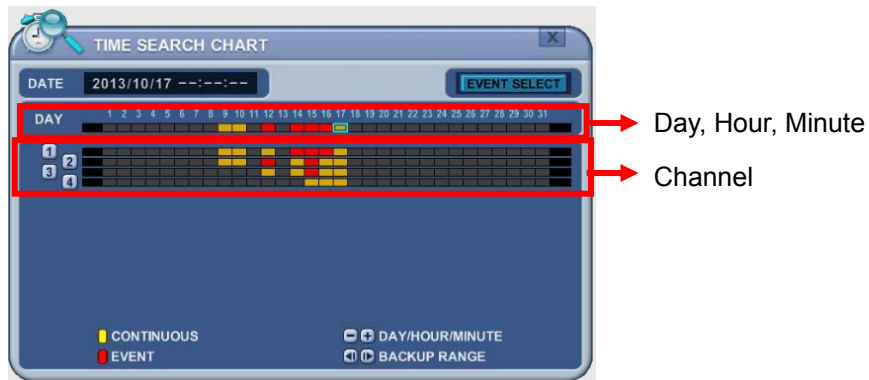 TIME SEARCH CHART X
DATE 2013/10/17 --:--:-- EVENT SELECT
DAY 1 2 3 4 5 6 7 8 9 10 11 12 13 14 15 16 17 18 19 20 21 22 23 24 25 26 27 28 29 30 31
Day, Hour, Minute
1
2
3
4
Channel
CONTINUOUS - + DAY/HOUR/MINUTE
EVENT BACKUP RANGE